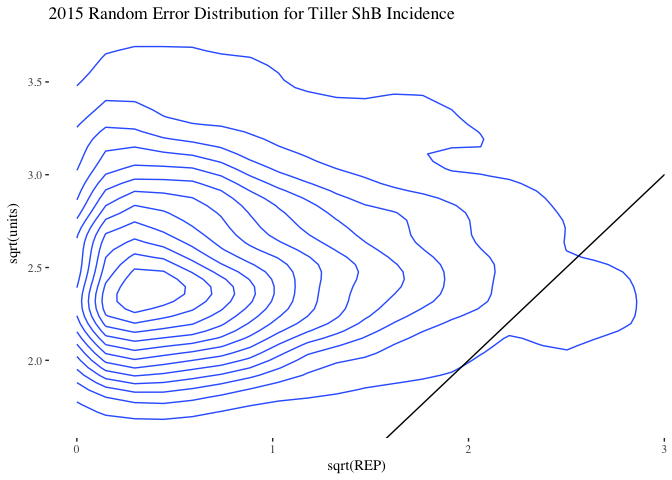 2015 Random Error Distribution for Tiller ShB Incidence
3.5
3.0
2.5
2.0
sqrt(units)
0 1 2 3
sqrt(REP)